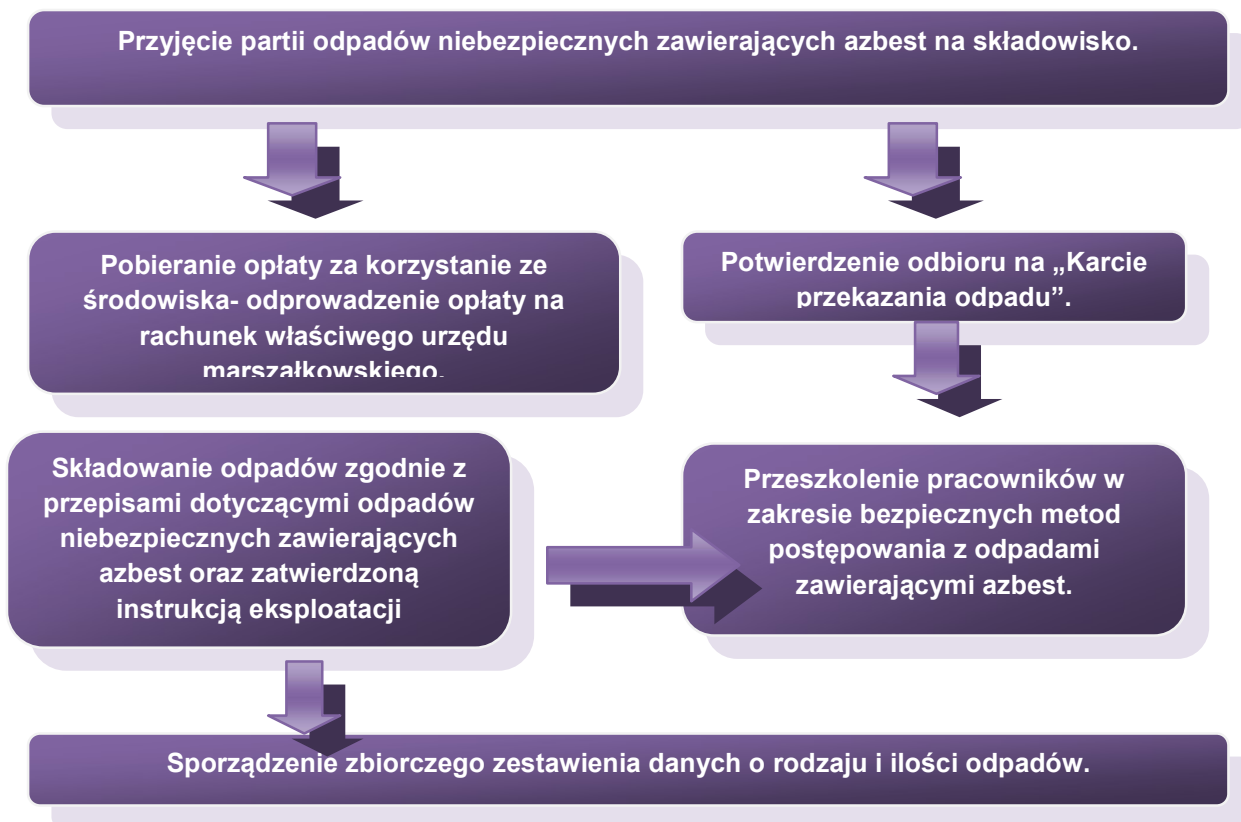 Przyjęcie partii odpadów niebezpiecznych zawierających azbest na składowisko.
Pobieranie opłaty za korzystanie ze
środowiska- odprowadzenie opłaty na
rachunek właściwego urzędu
marszałkowskiego.
Potwierdzenie odbioru na „Karcie
przekazania odpadu”.
Składowanie odpadów zgodnie z
przepisami dotyczącymi odpadów
niebezpiecznych zawierających
azbest oraz zatwierdzoną
instrukcją eksploatacji
Przeszkolenie pracowników w
zakresie bezpiecznych metod
postępowania z odpadami
zawierającymi azbest.
Sporządzenie zbiorczego zestawienia danych o rodzaju i ilości odpadów.